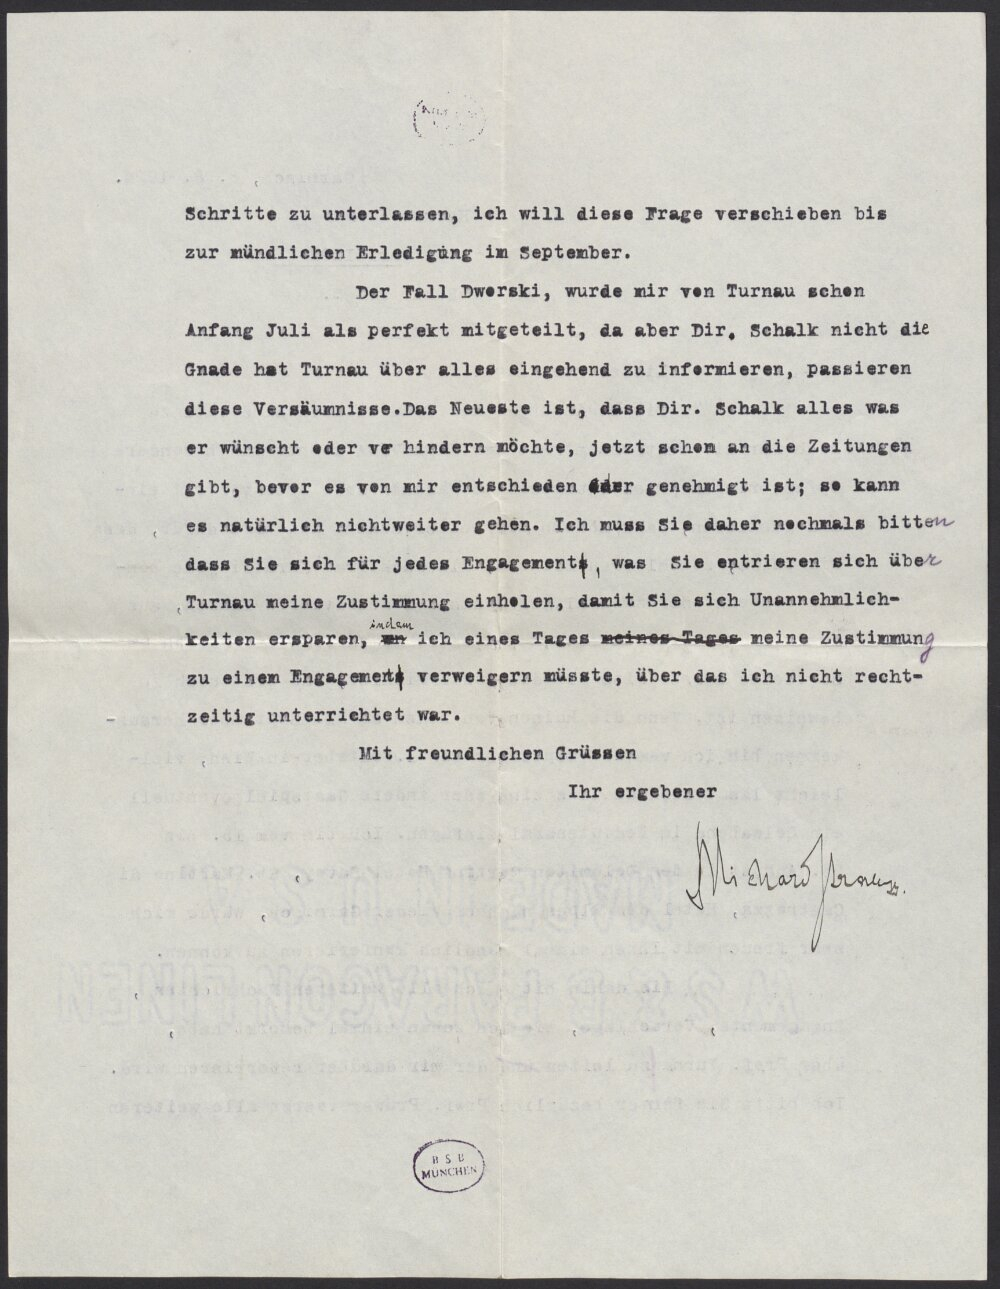 Schritte zu unterlassen, ich will diese Frage verschieben bis
zur mündlichen Erledigung im September.
Der Fall Dworski, wurde mir von Turnau schon
Anfang Juli als perfekt mitgeteilt, da aber Dir. Schalk nicht die
Gnade hat Turnau über alles eingehend zu informieren, passieren
diese Versäumnisse.Das Neueste ist, dass Dir. Schalk alles was
er wünscht oder ver hindern möchte, jetzt schom an die Zeitungen
gibt, bevor es von mir entschieden oder genehmigt ist; so kann
es natürlich nichtweiter gehen. Ich muss Sie daher nochmals bitten
dass Sie sich für jedes Engagement, was Sie entrieren sich über
Turnau meine Zustimmung einholen, damit Sie sich Unannehmlich-
keiten ersparen, indem ich eines Tages meines Tages meine Zustimmung
zu einem Engagement verweigern müsste, über das ich nicht recht-
zeitig unterrichtet war.
Mit freundlichen Grüssen
Ihr ergebener
BSB
MÜNCHEN